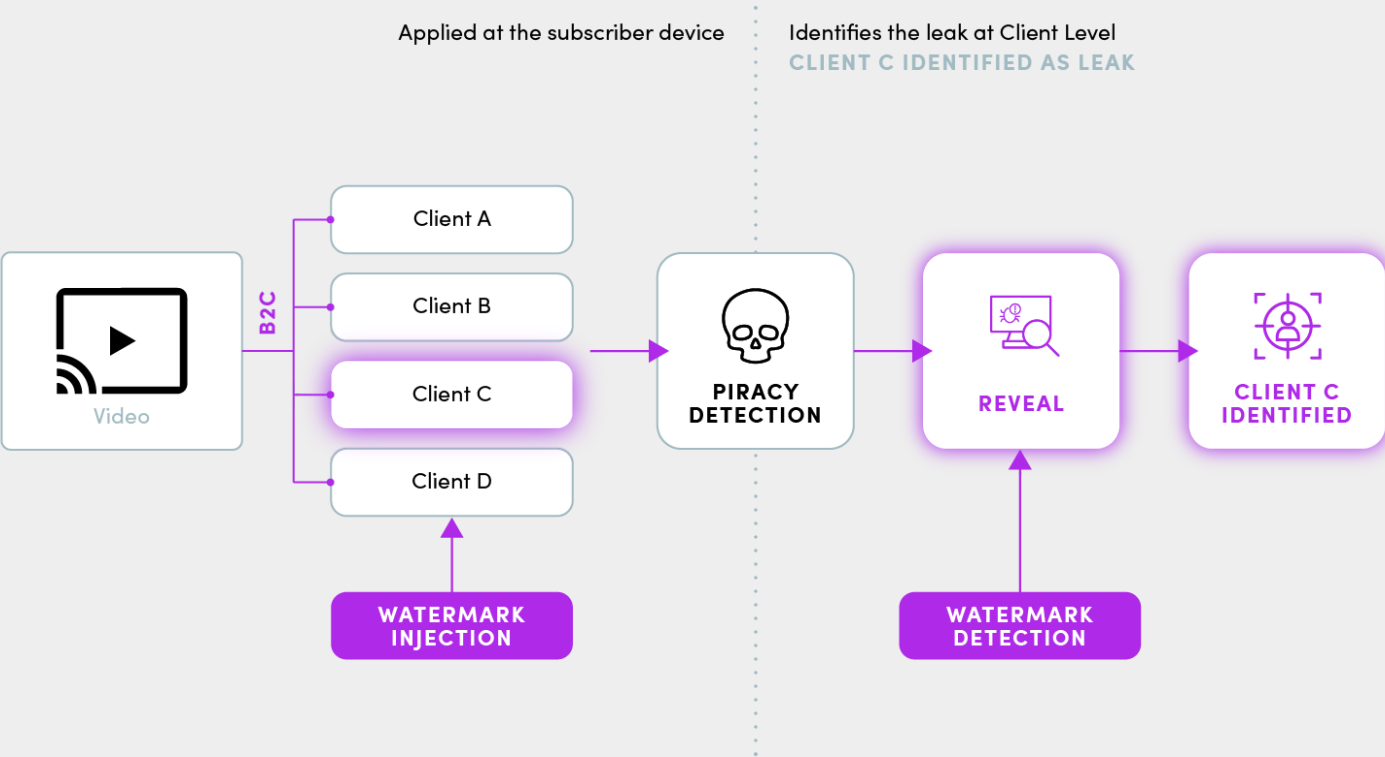 Applied at the subscriber device
Identifies the leak at Client Level
CLIENT C IDENTIFIED AS LEAK
Video
B2C
Client A
Client B
Client C
Client D
WATERMARK
INJECTION
PIRACY
DETECTION
REVEAL
WATERMARK
DETECTION
CLIENT C
IDENTIFIED